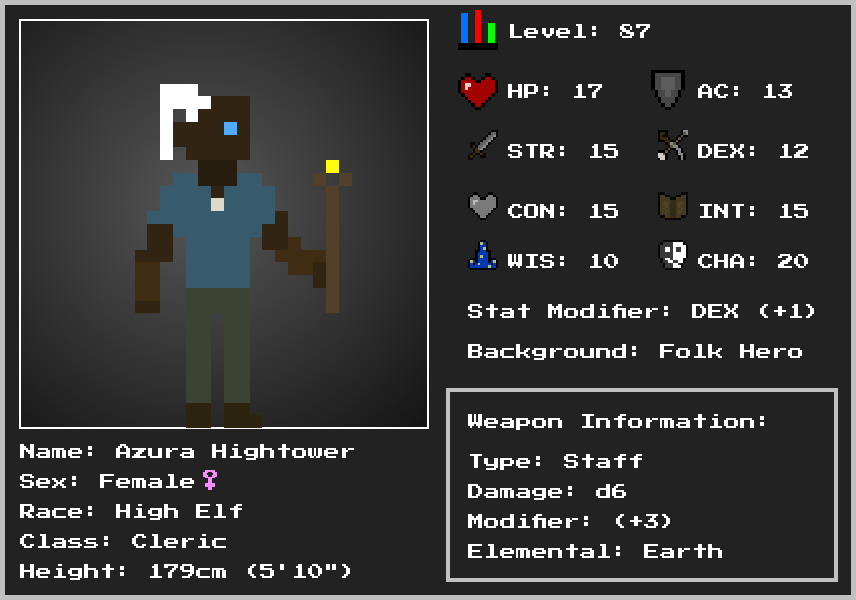 Level: 87
HP: 17 AC: 13
STR: 15 DEX: 12
CON: 15 INT: 15
WIS: 10 CHA: 20
Stat Modifier: DEX (+1)
Background: Folk Hero
Weapon Information:
Type: Staff
Damage: d6
Modifier: (+3)
Elemental: Earth
Name: Azura Hightower
Sex: Female♀
Race: High Elf
Class: Cleric
Height: 179cm (5'10")